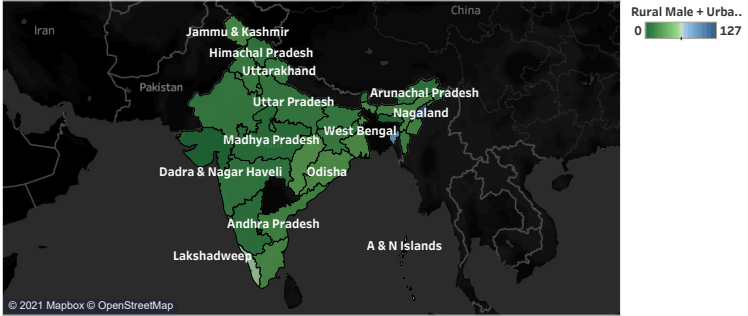 Rural Male + Urba..
0 127
China
Iran
Jammu & Kashmir
Himachal Pradesh
Uttarakhand
Pakistan
Arunachal Pradesh
Uttar Pradesh
Nagaland
West Bengal
Madhya Pradesh
Dadra & Nagar Haveli
Odisha
Andhra Pradesh
A & N Islands
Lakshadweep
© 2021 Mapbox © OpenStreetMap